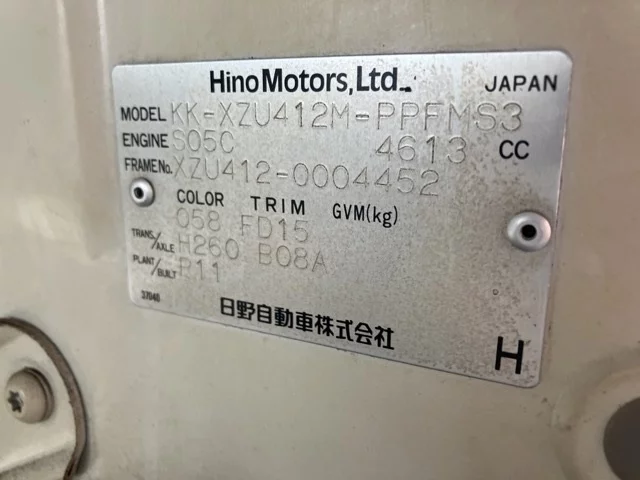 Hino Motors, Ltd. JAPAN
MODEL KK-XZU412M-PPFMS3
ENGINE S05C 4613 CC
FRAME No. XZU412-0004452
COLOR TRIM GVM(kg)
058 FD15
TRANS/AXLE H260 B08A
PLANT/BUILT P11
37040
日野自動車株式会社
H